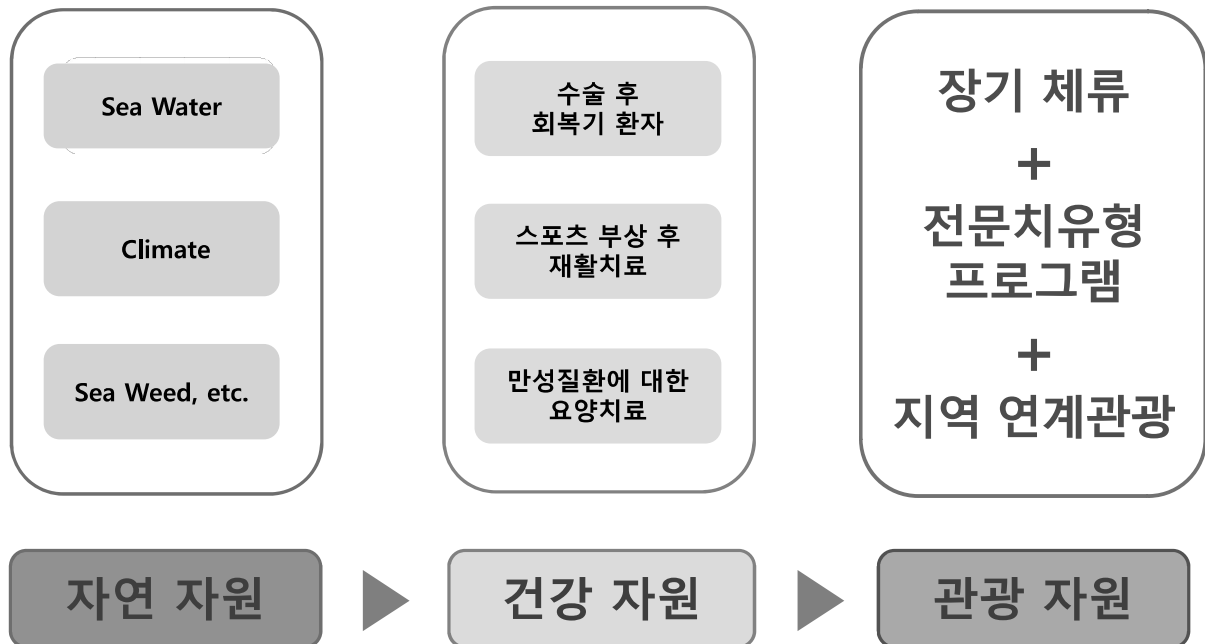 Sea Water
Climate
Sea Weed, etc.
수술 후
회복기 환자
스포츠 부상 후
재활치료
만성질환에 대한
요양치료
장기 체류
+
전문치유형
프로그램
+
지역 연계관광
자연 자원
건강 자원
관광 자원